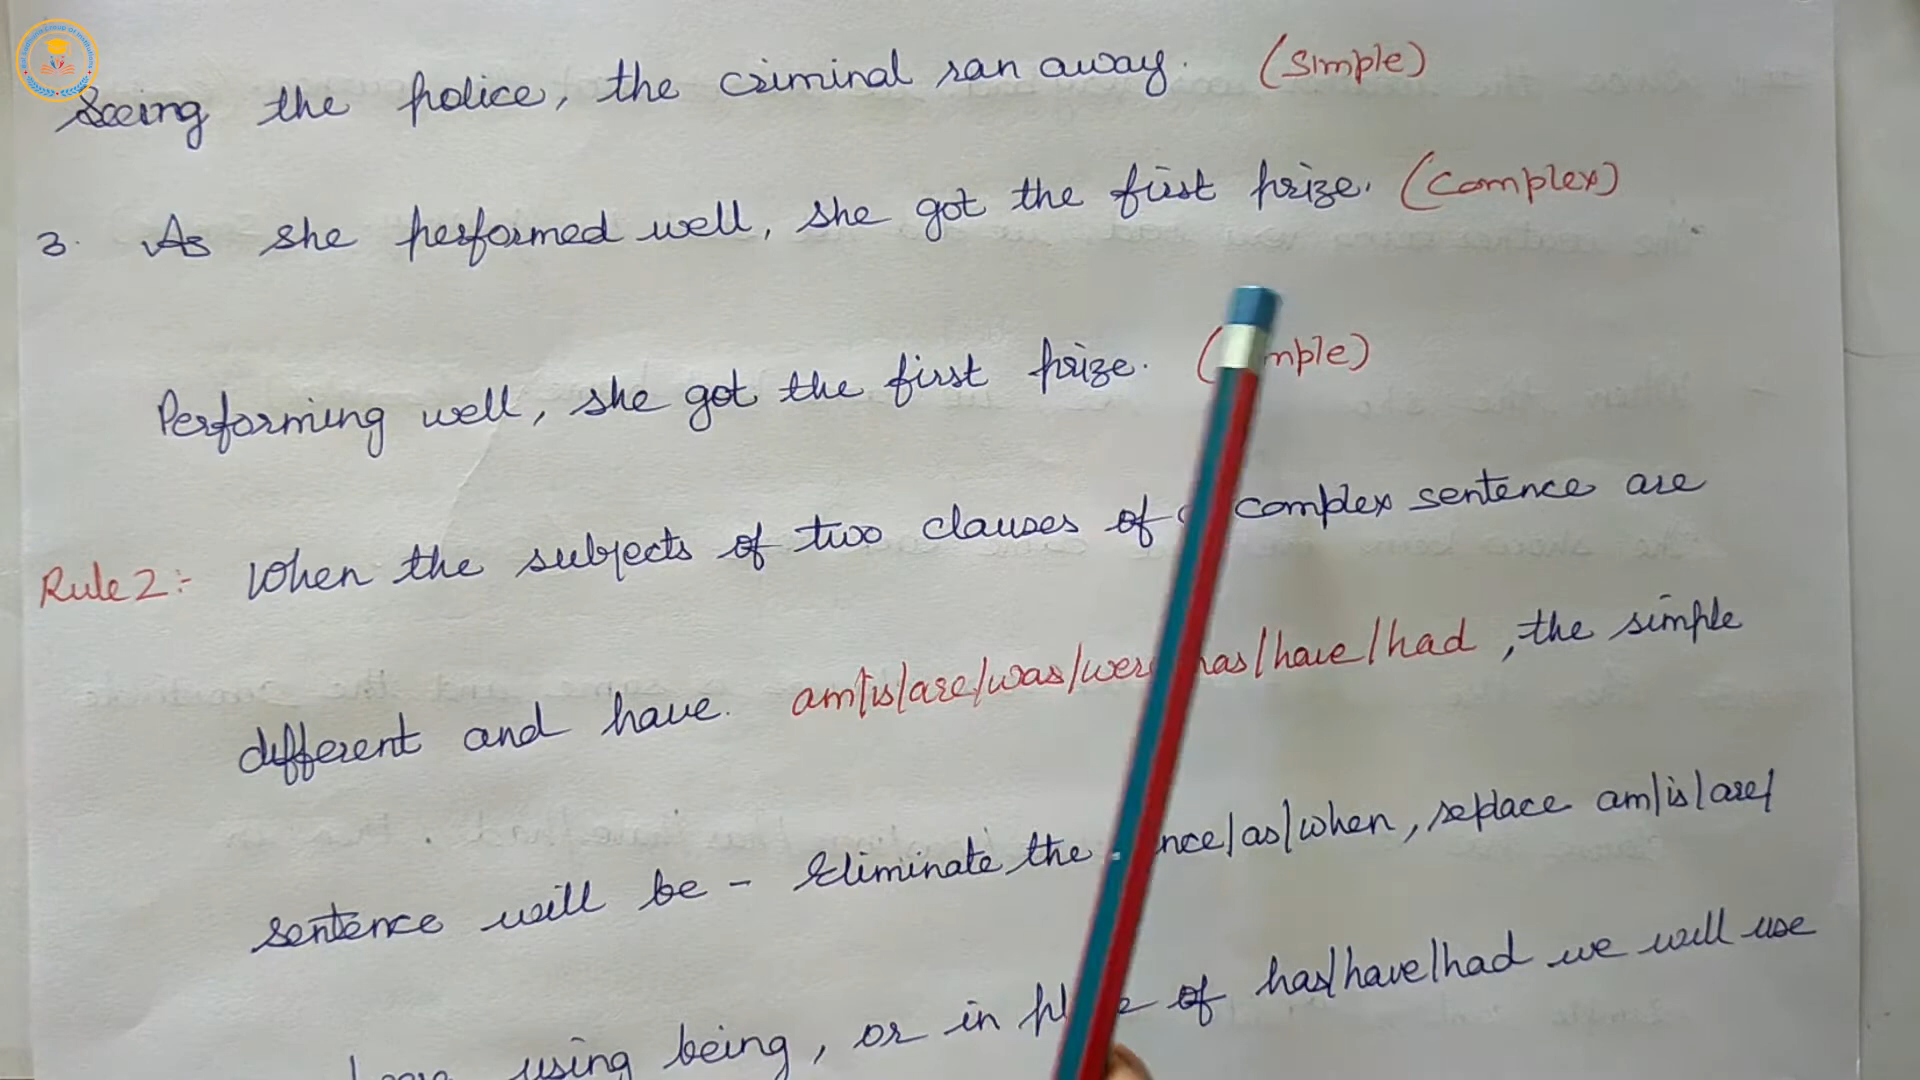 Seeing the police, the criminal ran away. (Simple)
3. As she performed well, she got the first prize. (Complex)
Performing well, she got the first prize. (
Rule 2:- When the subjects of two clauses of complex sentence are
different and have. am/is/are/was/were has/have/had, the simple
sentence will be - Eliminate the /as/when, replace am/is/are/
using being, or in of has/have/had we will use